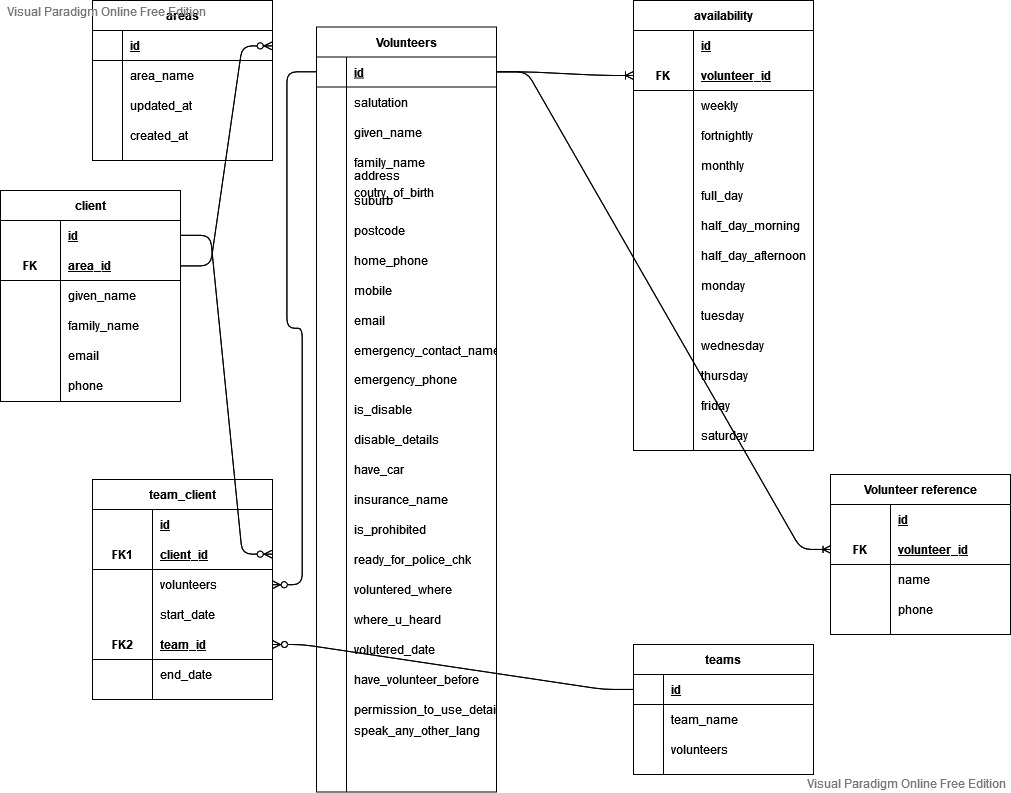 Visual Paradigm Online Free Edition
areas
id
area_name
updated_at
created_at
client
id
FK area_id
given_name
family_name
email
phone
team_client
id
FK1 client_id
volunteers
start_date
FK2 team_id
end_date
Volunteers
id
salutation
given_name
family_name
address
coutry_of_birth
suburb
postcode
home_phone
mobile
email
emergency_contact_name
emergency_phone
is_disable
disable_details
have_car
insurance_name
is_prohibited
ready_for_police_chk
voluntered_where
where_u_heard
volutered_date
have_volunteer_before
permission_to_use_detai
speak_any_other_lang
availability
id
FK volunteer_id
weekly
fortnightly
monthly
full_day
half_day_morning
half_day_afternoon
monday
tuesday
wednesday
thursday
friday
saturday
Volunteer reference
id
FK volunteer_id
name
phone
teams
id
team_name
volunteers
Visual Paradigm Online Free Edition